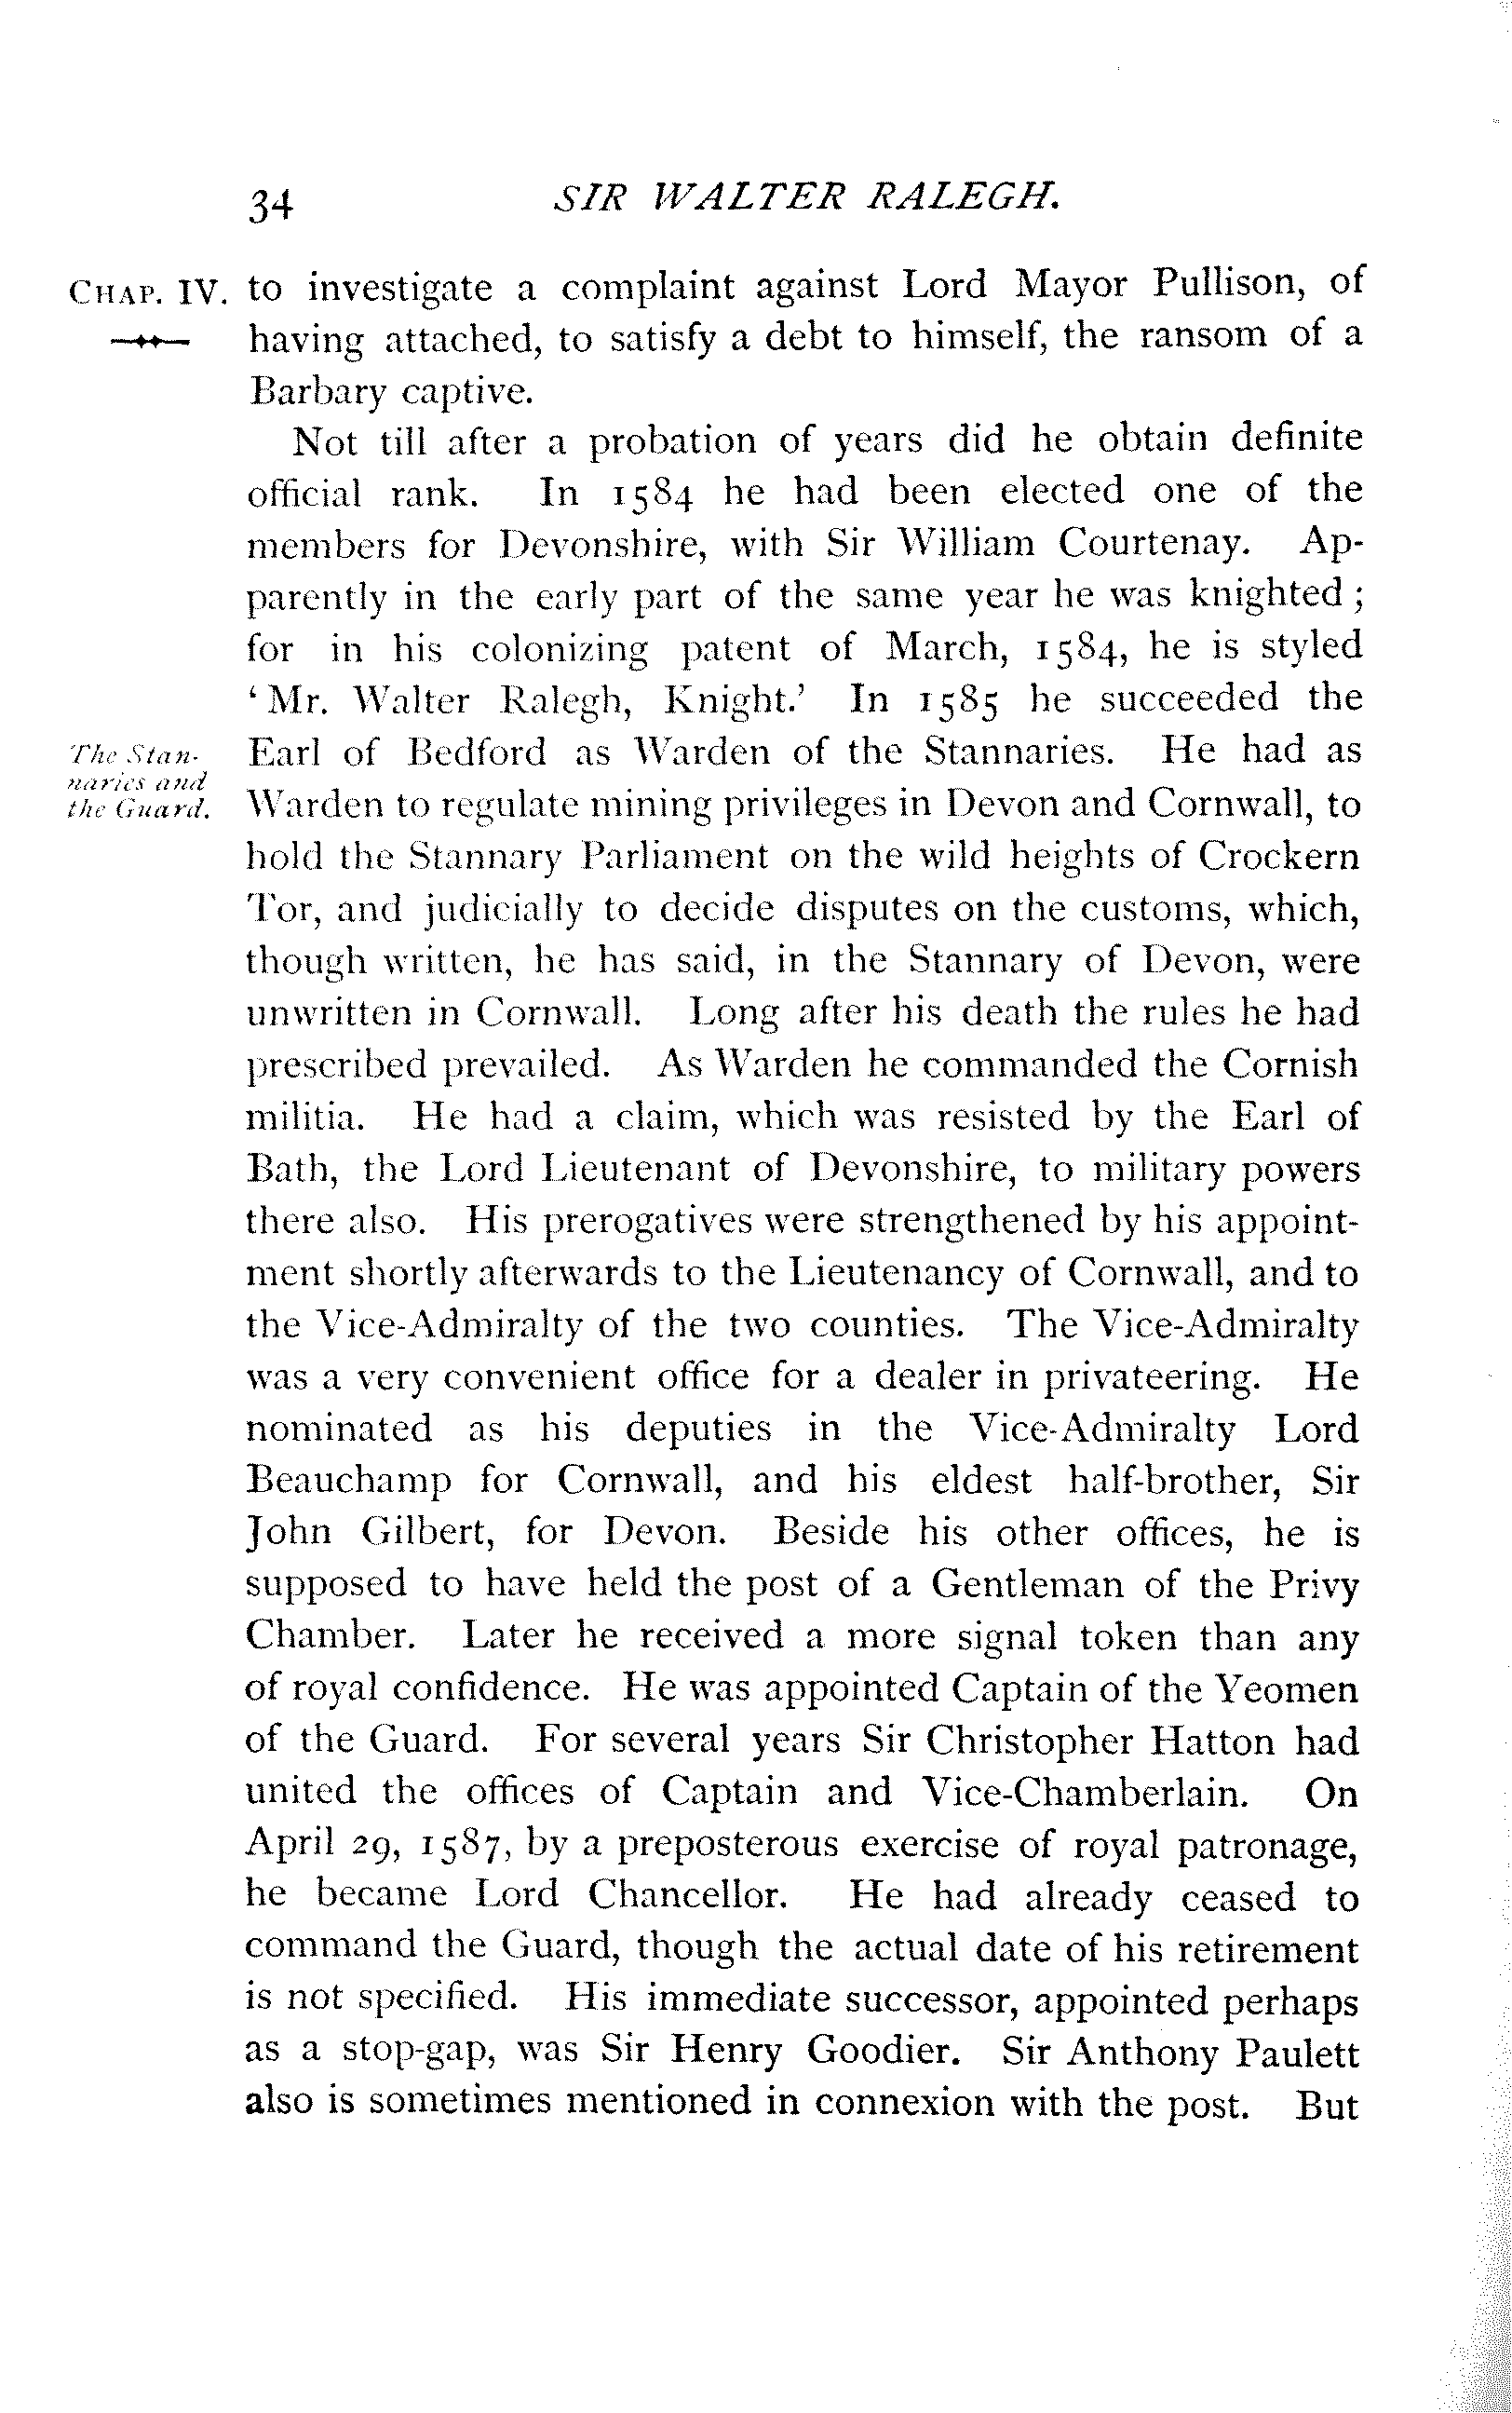 34 SIR WALTER RALEGH.
CHAP. IV. to investigate a complaint against Lord Mayor Pullison, of
having attached, to satisfy a debt to himself, the ransom of a
Barbary captive.
Not till after a probation of years did he obtain definite
official rank. In 1584 he had been elected one of the
members for Devonshire, with Sir William Courtenay. Ap-
parently in the early part of the same year he was knighted ;
for in his colonizing patent of March, 1584, he is styled
‘Mr. Walter Ralegh, Knight.’ In 1585 he succeeded the
The Stan-
naries and
the Guard.
Earl of Bedford as Warden of the Stannaries. He had as
Warden to regulate mining privileges in Devon and Cornwall, to
hold the Stannary Parliament on the wild heights of Crockern
Tor, and judicially to decide disputes on the customs, which,
though written, he has said, in the Stannary of Devon, were
unwritten in Cornwall. Long after his death the rules he had
prescribed prevailed. As Warden he commanded the Cornish
militia. He had a claim, which was resisted by the Earl of
Bath, the Lord Lieutenant of Devonshire, to military powers
there also. His prerogatives were strengthened by his appoint-
ment shortly afterwards to the Lieutenancy of Cornwall, and to
the Vice-Admiralty of the two counties. The Vice-Admiralty
was a very convenient office for a dealer in privateering. He
nominated as his deputies in the Vice-Admiralty Lord
Beauchamp for Cornwall, and his eldest half-brother, Sir
John Gilbert, for Devon. Beside his other offices, he is
supposed to have held the post of a Gentleman of the Privy
Chamber. Later he received a more signal token than any
of royal confidence. He was appointed Captain of the Yeomen
of the Guard. For several years Sir Christopher Hatton had
united the offices of Captain and Vice-Chamberlain. On
April 29, 1587, by a preposterous exercise of royal patronage,
he became Lord Chancellor. He had already ceased to
command the Guard, though the actual date of his retirement
is not specified. His immediate successor, appointed perhaps
as a stop-gap, was Sir Henry Goodier. Sir Anthony Paulett
also is sometimes mentioned in connexion with the post. But